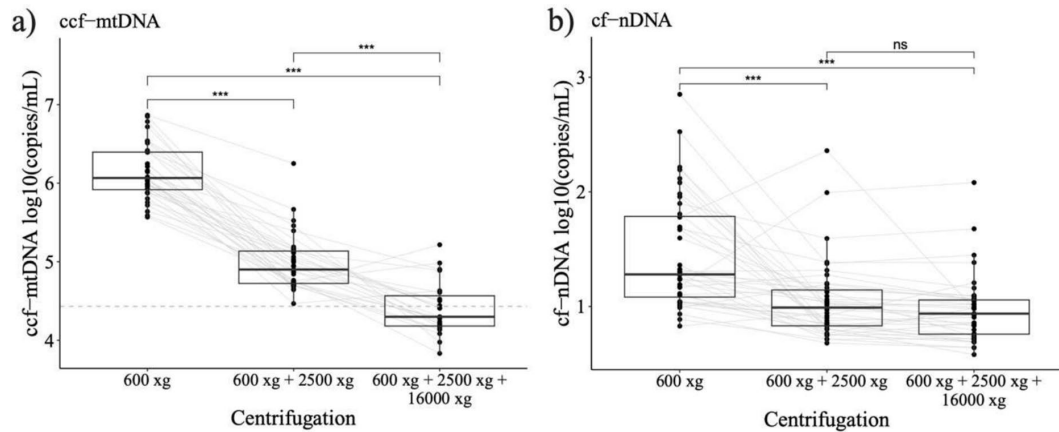 a)
ccf−mtDNA
***
***
***
ccf−mtDNA log10(copies/mL)
7
6
5
4
600 xg
600 xg + 2500 xg
600 xg + 2500 xg +
16000 xg
Centrifugation
b)
cf−nDNA
ns
***
***
cf−nDNA log10(copies/mL)
3
2
1
600 xg
600 xg + 2500 xg
600 xg + 2500 xg +
16000 xg
Centrifugation